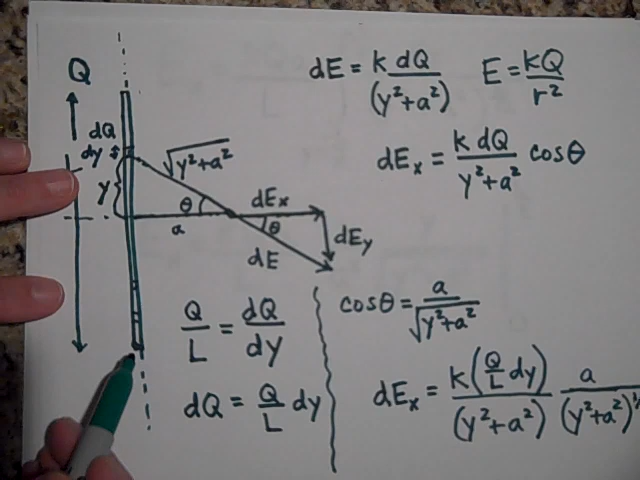 dE = k dQ / (y²+a²)   E = kQ / r²
Q
dQ
dy
√y²+a²
dEx = k dQ / y²+a² cosθ
L
y
θ
dEx
a
θ
dEy
dE
Q/L = dQ/dy
cosθ = a / √y²+a²
dQ = Q/L dy
dEx = k(Q/L dy) / (y²+a²) a / (y²+a²)